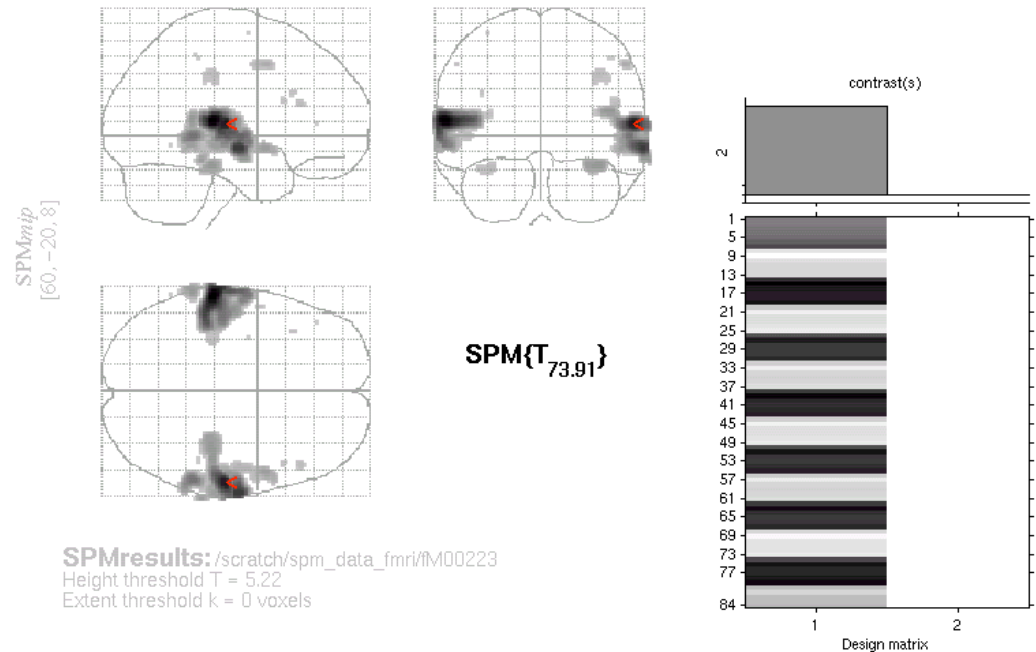 SPMmip
[60, -20, 8]
SPM{T73.91}
SPMresults: /scratch/spm_data_fmri/fM00223
Height threshold T = 5.22
Extent threshold k = 0 voxels
contrast(s)
2
1
5
9
13
17
21
25
29
33
37
41
45
49
53
57
61
65
69
73
77
84
1 2
Design matrix